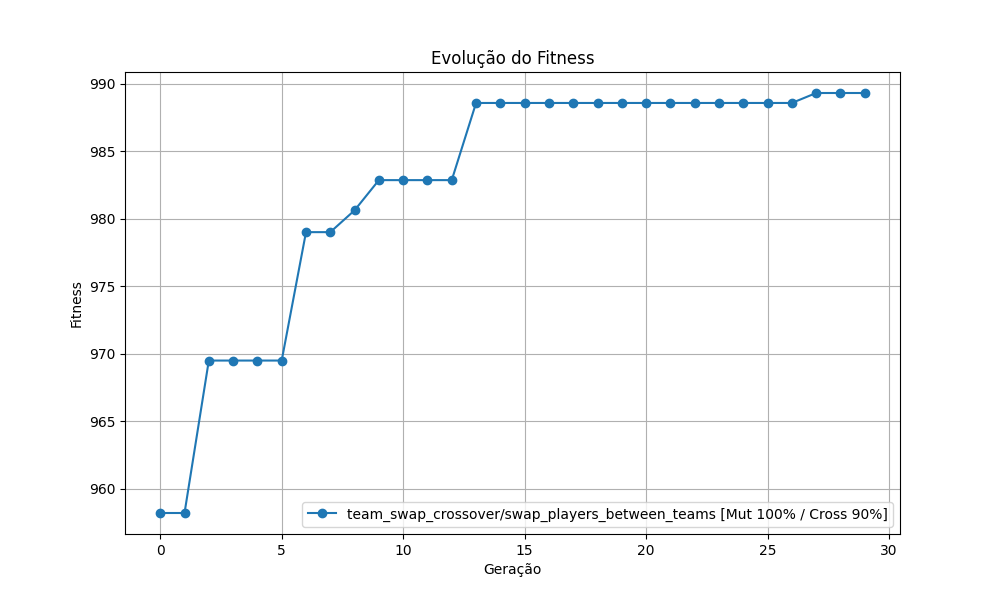 Evolução do Fitness
Fitness
990
985
980
975
970
965
960
team_swap_crossover/swap_players_between_teams [Mut 100% / Cross 90%]
0 5 10 15 20 25 30
Geração